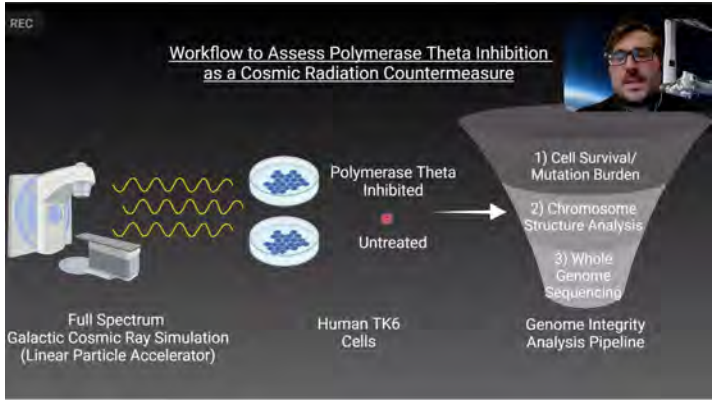 REC
Workflow to Assess Polymerase Theta Inhibition
as a Cosmic Radiation Countermeasure
Polymerase Theta
Inhibited
Untreated
1) Cell Survival/
Mutation Burden
2) Chromosome
Structure Analysis
3) Whole
Genome
Sequencing
Full Spectrum
Galactic Cosmic Ray Simulation
(Linear Particle Accelerator)
Human TK6
Cells
Genome Integrity
Analysis Pipeline